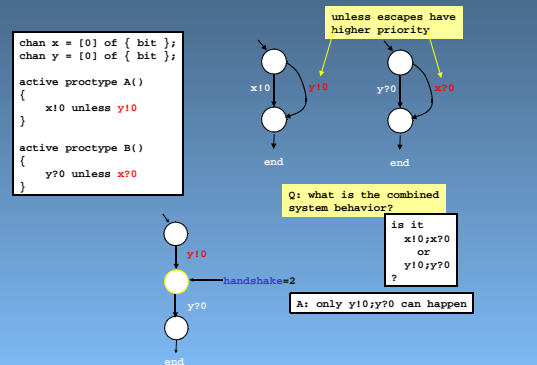 unless escapes have
higher priority
chan x = [0] of { bit };
chan y = [0] of { bit };
active proctype A()
{
x!0 unless y!0
}
active proctype B()
{
y?0 unless x?0
}
x!0
y!0
y?0
x?0
end
end
Q: what is the combined
system behavior?
is it
x!0;x?0
or
y!0;y?0
?
A: only y!0;y?0 can happen
y!0
handshake=2
y?0
end